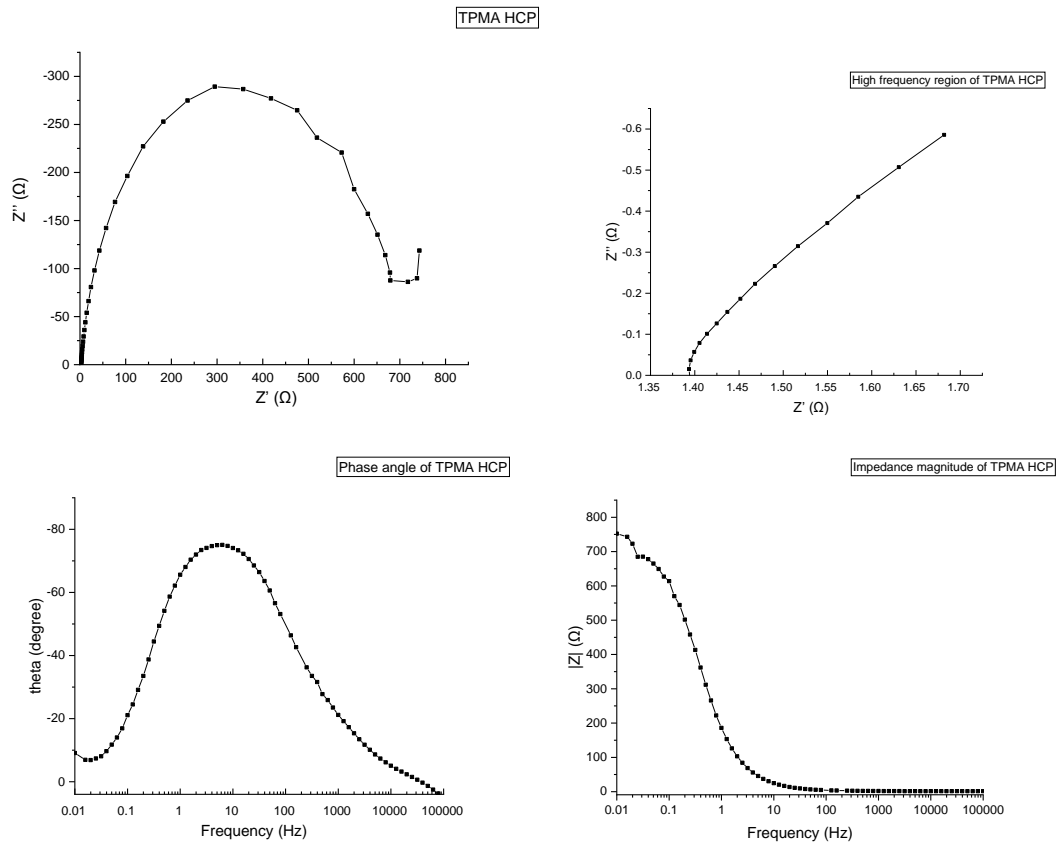 TPMA HCP
-300
-250
-200
-150
-100
-50
0
Z'' (Ω)
0 100 200 300 400 500 600 700 800
Z' (Ω)
High frequency region of TPMA HCP
-0.6
-0.5
-0.4
-0.3
-0.2
-0.1
0.0
Z'' (Ω)
1.35 1.40 1.45 1.50 1.55 1.60 1.65 1.70
Z' (Ω)
Phase angle of TPMA HCP
-80
-60
-40
-20
0
theta (degree)
0.01 0.1 1 10 100 1000 10000 100000
Frequency (Hz)
Impedance magnitude of TPMA HCP
800
700
600
500
400
300
200
100
0
|Z| (Ω)
0.01 0.1 1 10 100 1000 10000 100000
Frequency (Hz)